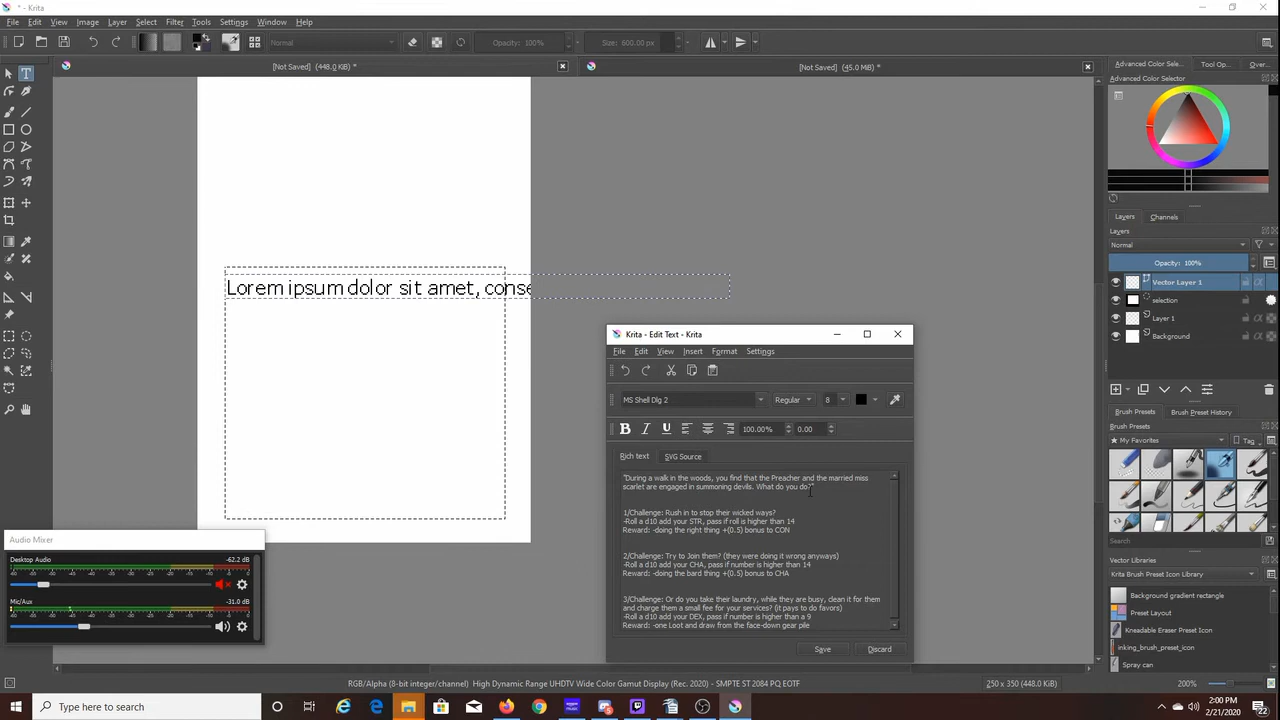 * - Krita
File Edit View Image Layer Select Filter Tools Settings Window Help
Normal Opacity: 100% Size: 600.00 px
[Not Saved] (448.0 KiB) *
[Not Saved] (45.0 MiB) *
Advanced Color Sele... Tool Op... Over...
Advanced Color Selector
Lorem ipsum dolor sit amet, conse
Layers Channels
Layers
Normal
Opacity: 100%
Vector Layer 1
selection
Layer 1
Background
Krita - Edit Text - Krita
File Edit View Insert Format Settings
MS Shell Dlg 2 Regular 8
100.00% 0.00
Rich text SVG Source
"During a walk in the woods, you find that the Preacher and the married miss
scarlet are engaged in summoning devils. What do you do?"
1/Challenge: Rush in to stop their wicked ways?
-Roll a d10 add your STR, pass if roll is higher than 14
Reward: -doing the right thing +(0.5) bonus to CON
2/Challenge: Try to Join them? (they were doing it wrong anyways)
-Roll a d10 add your CHA, pass if number is higher than 14
Reward: -doing the bard thing +(0.5) bonus to CHA
3/Challenge: Or do you take their laundry, while they are busy, clean it for them
and charge them a small fee for your services? (it pays to do favors)
-Roll a d10 add your DEX, pass if number is higher than a 9
Reward: -one Loot and draw from the face-down gear pile
Save Discard
Brush Presets Brush Preset History
Brush Presets
My Favorites Tag
Search
Vector Libraries
Krita Brush Preset Icon Library
Background gradient rectangle
Preset Layout
Kneadable Eraser Preset Icon
inking_brush_preset_icon
Spray can
Audio Mixer
Desktop Audio -62.2 dB
Mic/Aux -31.0 dB
RGB/Alpha (8-bit integer/channel) High Dynamic Range UHDTV Wide Color Gamut Display (Rec. 2020) - SMPTE ST 2084 PQ EOTF
250 x 350 (448.0 KiB)
200%
Type here to search
2:00 PM
2/21/2020